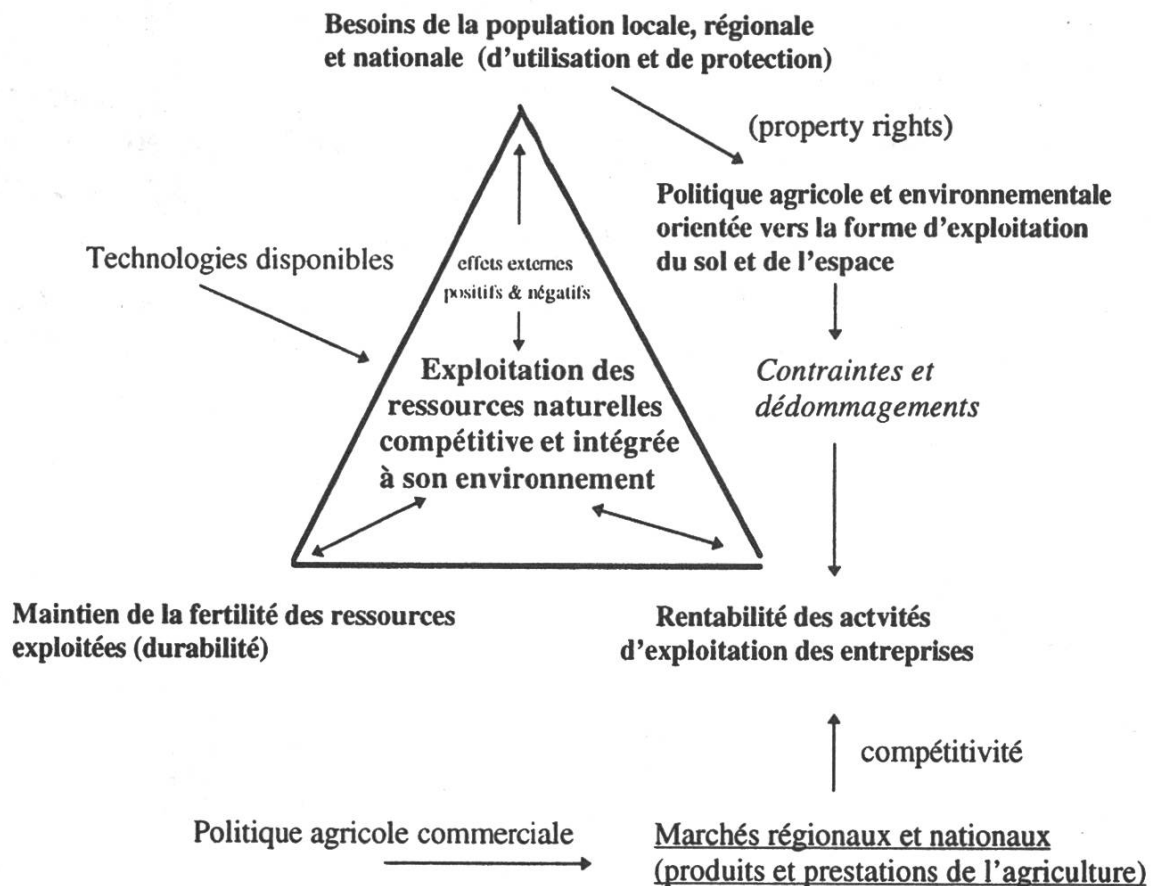 Besoins de la population locale, régionale
et nationale (d'utilisation et de protection)
(property rights)
Politique agricole et environnementale
orientée vers la forme d'exploitation
du sol et de l'espace
Technologies disponibles
effets externes
positifs & négatifs
Exploitation des
ressources naturelles
compétitive et intégrée
à son environnement
Contraintes et
dédommagements
Maintien de la fertilité des ressources
exploitées (durabilité)
Rentabilité des actvités
d'exploitation des entreprises
compétitivité
Politique agricole commerciale
Marchés régionaux et nationaux
(produits et prestations de l'agriculture)